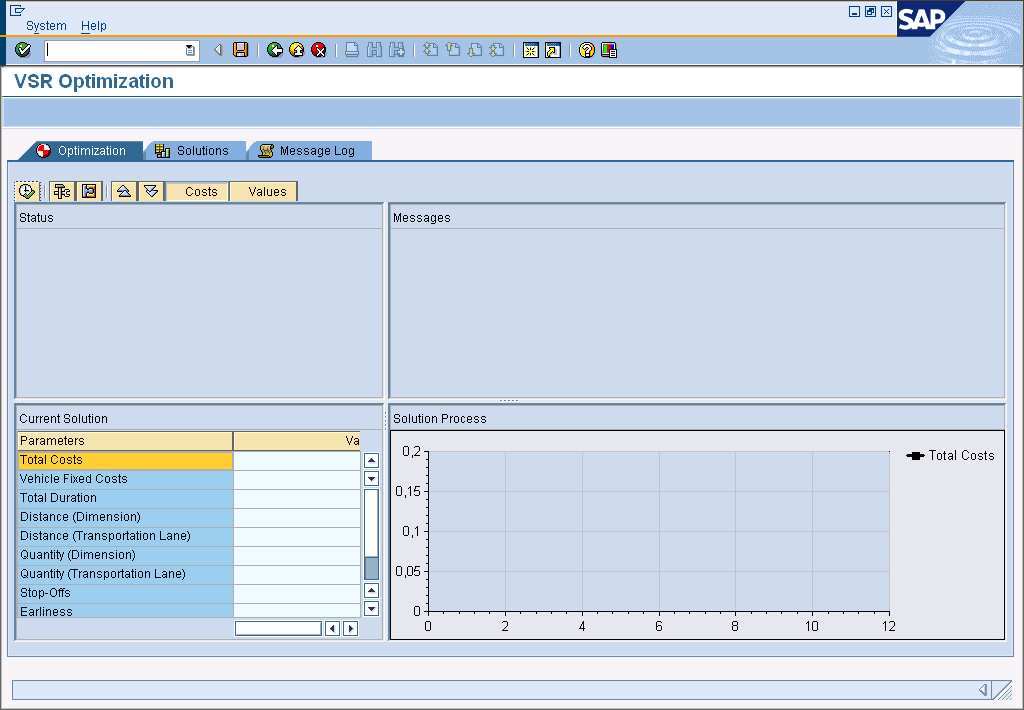 System Help
SAP
VSR Optimization
Optimization Solutions Message Log
Costs Values
Status
Messages
Current Solution
Parameters Va
Total Costs
Vehicle Fixed Costs
Total Duration
Distance (Dimension)
Distance (Transportation Lane)
Quantity (Dimension)
Quantity (Transportation Lane)
Stop-Offs
Earliness
Solution Process
0,2
0,15
0,1
0,05
0
0 2 4 6 8 10 12
Total Costs